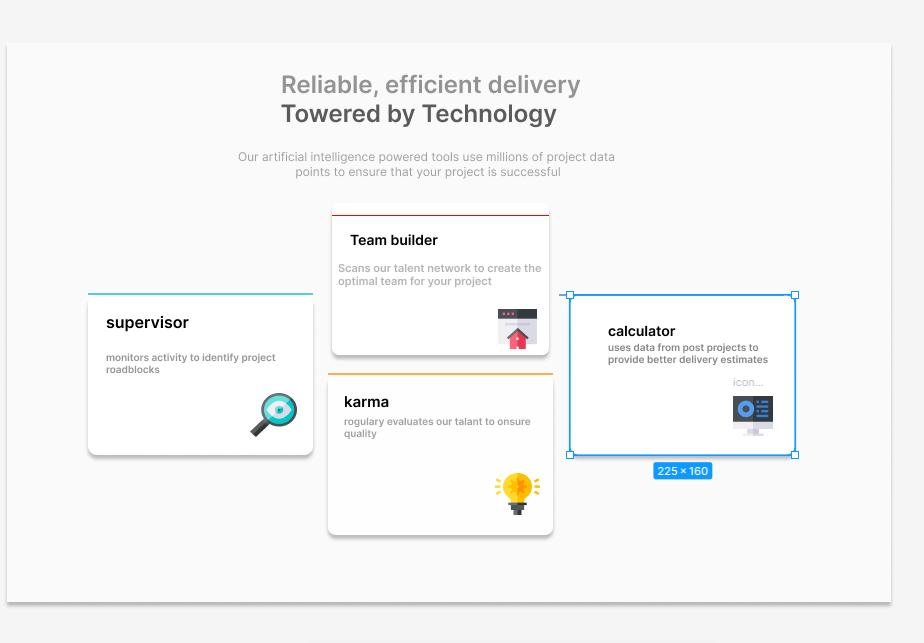 Reliable, efficient delivery
Towered by Technology
Our artificial intelligence powered tools use millions of project data
points to ensure that your project is successful
Team builder
Scans our talent network to create the
optimal team for your project
supervisor
monitors activity to identify project
roadblocks
karma
rogulary evaluates our talant to onsure
quality
calculator
uses data from post projects to
provide better delivery estimates
icon...
225 × 160